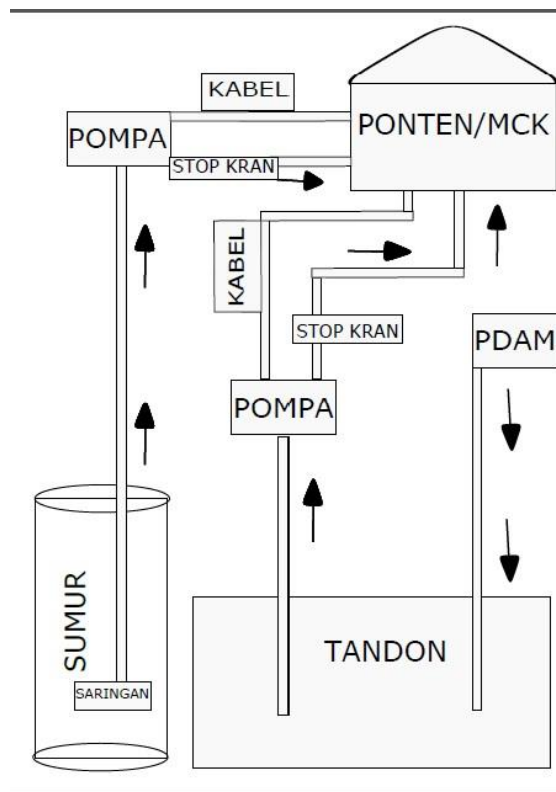 KABEL
POMPA
PONTEN/MCK
STOP KRAN
KABEL
STOP KRAN
PDAM
POMPA
SUMUR
TANDON
SARINGAN